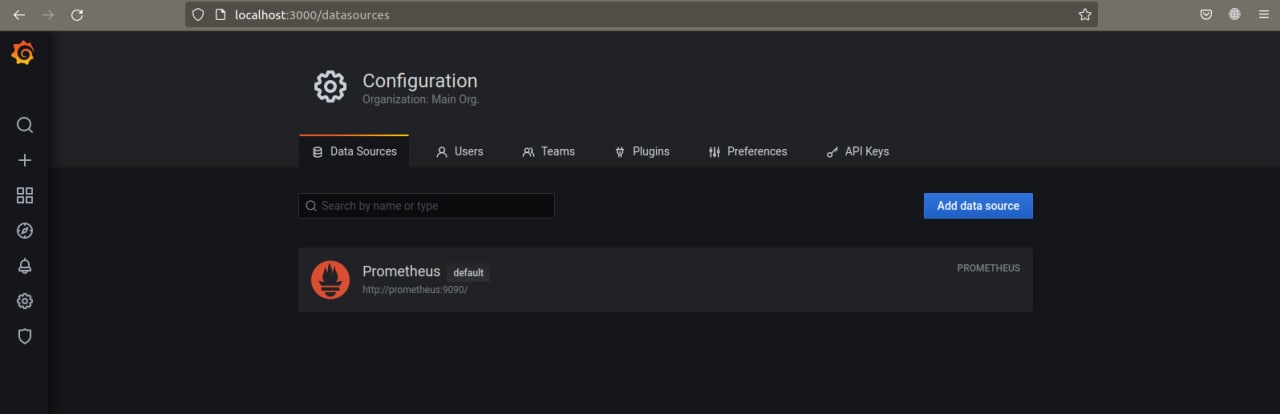 localhost:3000/datasources
Configuration
Organization: Main Org.
Data Sources Users Teams Plugins Preferences API Keys
Search by name or type Add data source
Prometheus default PROMETHEUS
http://prometheus:9090/